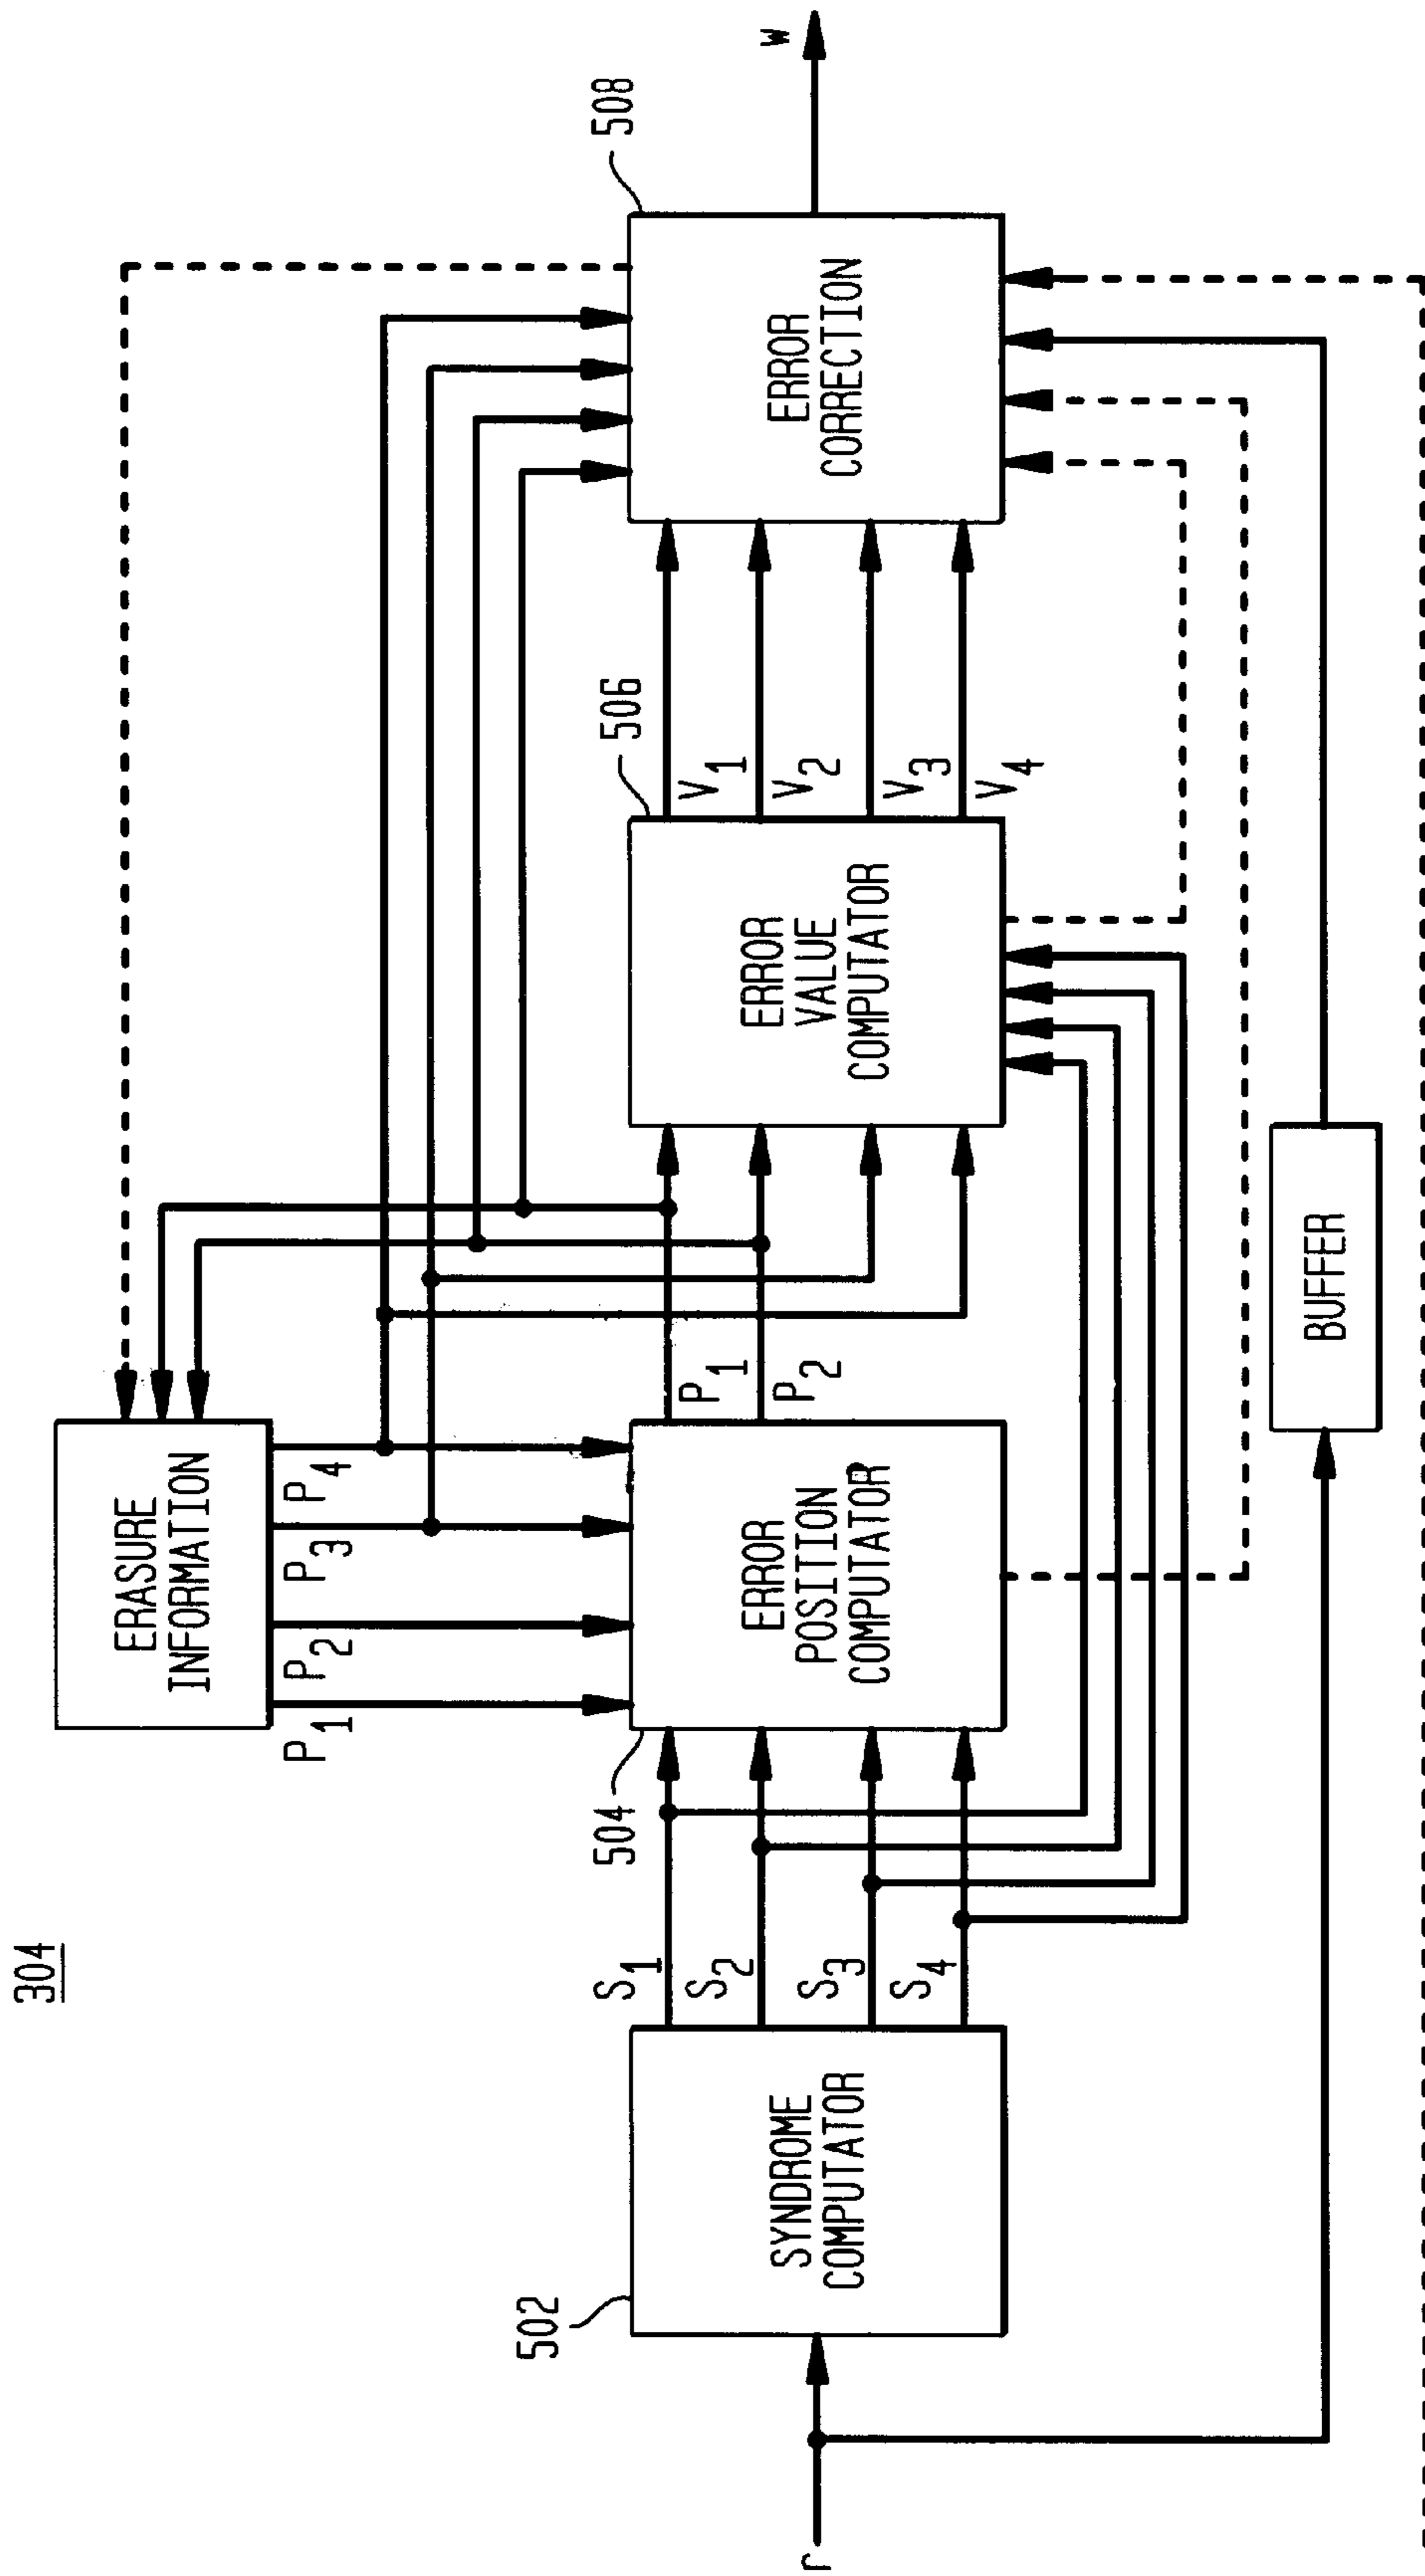 304
ERASURE
INFORMATION
P1
P2
P3
P4
r
502
SYNDROME
COMPUTATOR
S1
S2
S3
S4
504
ERROR
POSITION
COMPUTATOR
P1
P2
506
ERROR
VALUE
COMPUTATOR
V1
V2
V3
V4
508
ERROR
CORRECTION
w
BUFFER